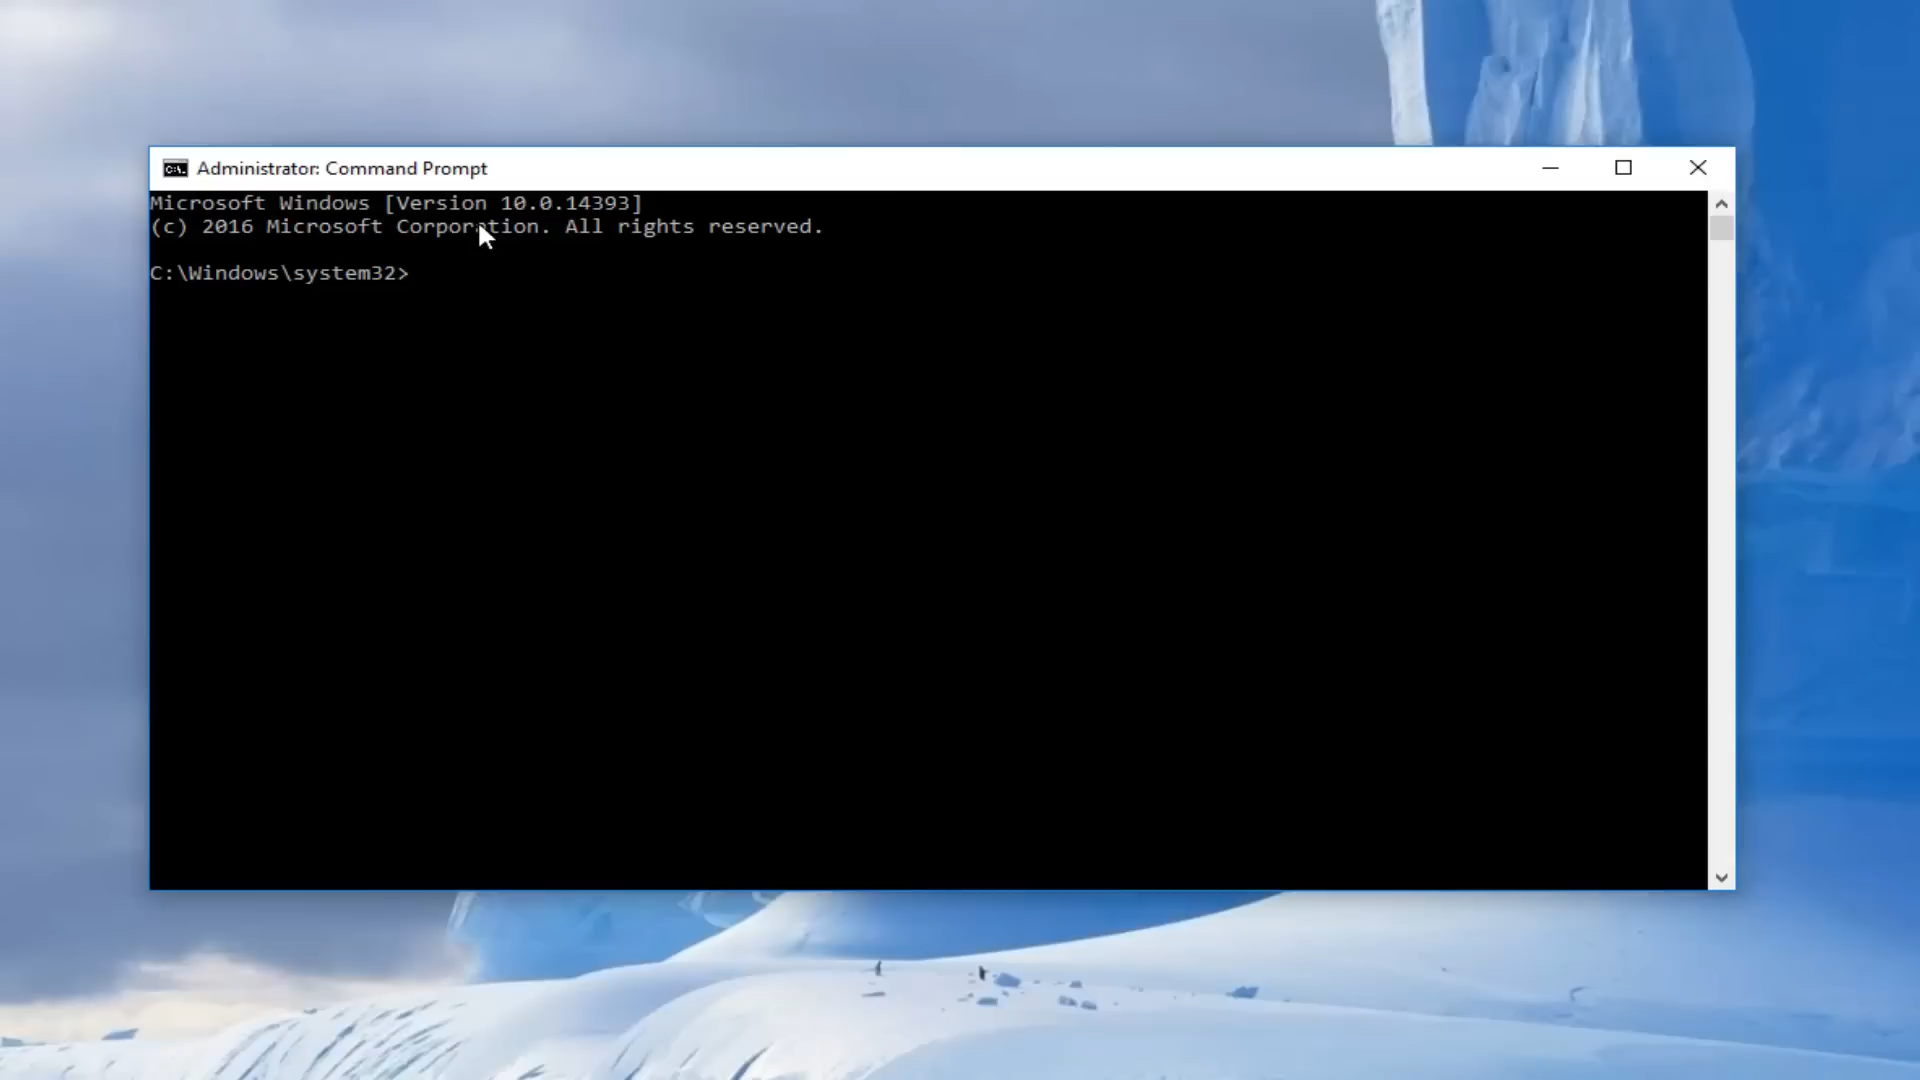 Administrator: Command Prompt
Microsoft Windows [Version 10.0.14393]
(c) 2016 Microsoft Corporation. All rights reserved.
C:\Windows\system32>